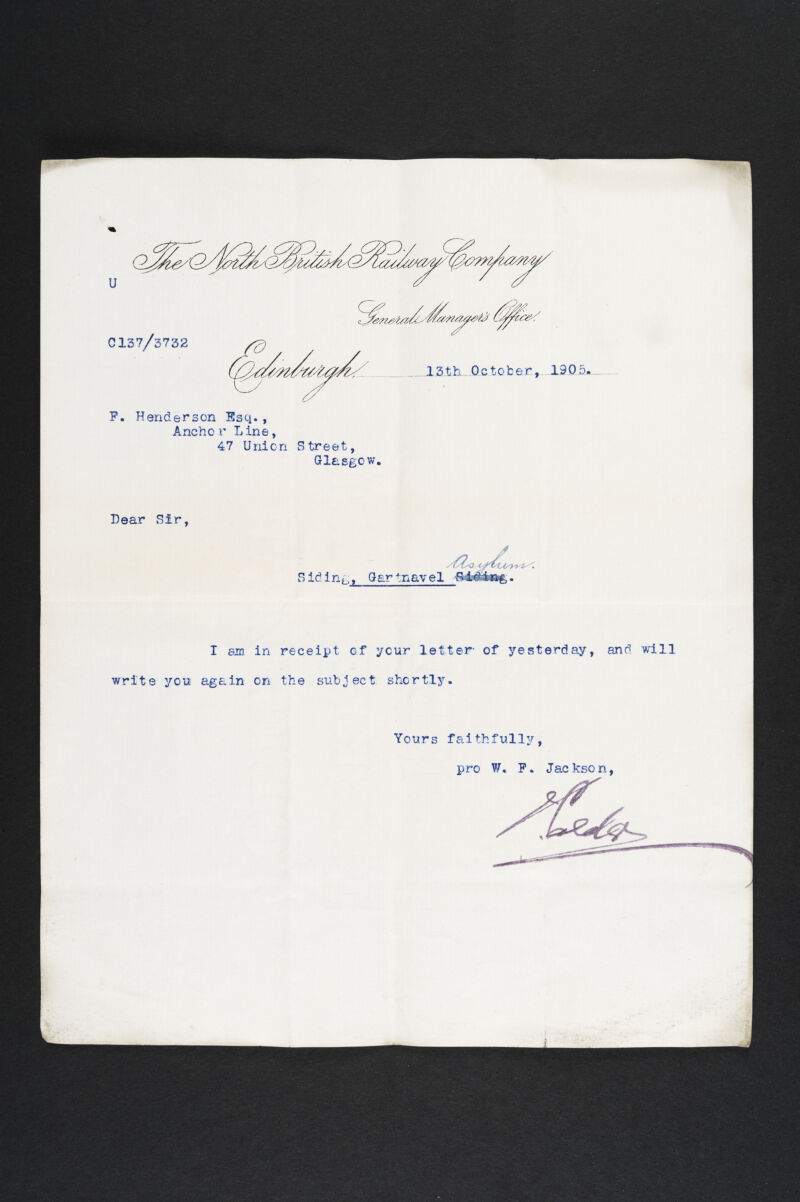 The North British Railway Company
U
General Manager's Office.
C137/3732
Edinburgh. 13th October, 1905.
F. Henderson Esq.,
Anchor Line,
47 Union Street,
Glasgow.
Dear Sir,
Asylum.
Siding, Gartnavel Siding.
I am in receipt of your letter of yesterday, and will
write you again on the subject shortly.
Yours faithfully,
pro W. F. Jackson,